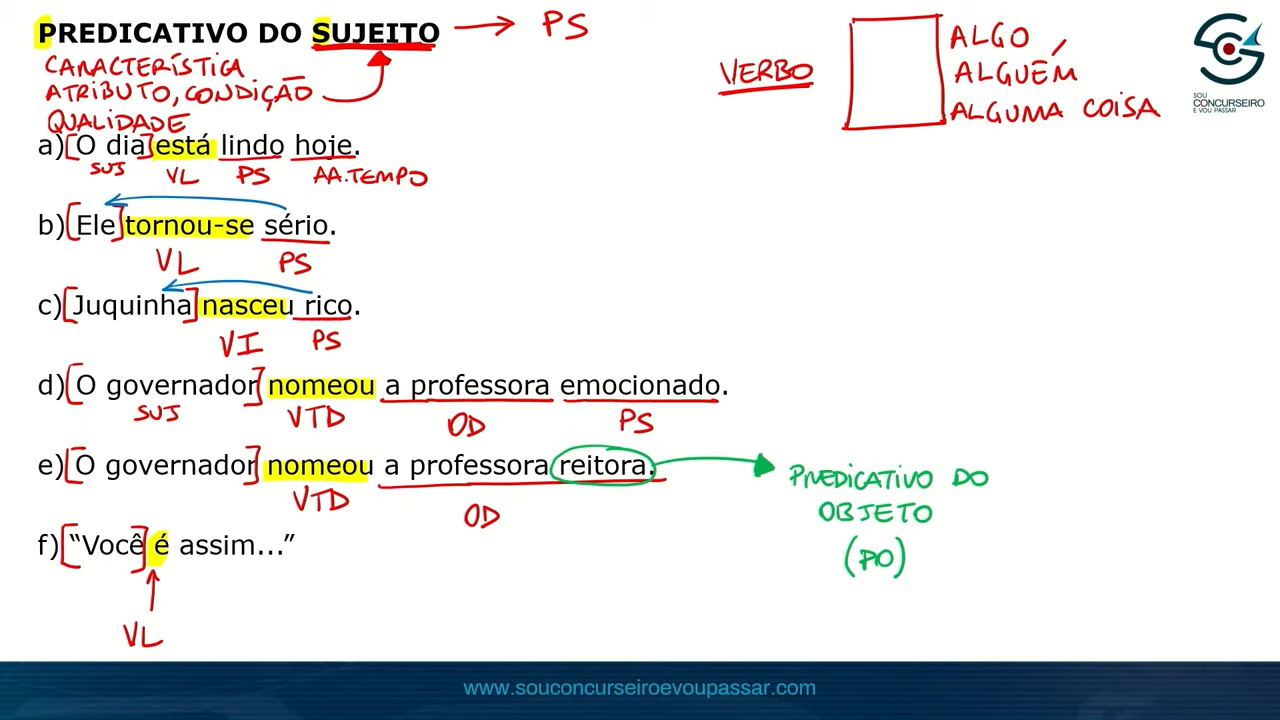 PREDICATIVO DO SUJEITO → PS
CARACTERÍSTICA
ATRIBUTO, CONDIÇÃO
QUALIDADE
VERBO
ALGO
ALGUÉM
ALGUMA COISA
SOU
CONCURSEIRO
E VOU PASSAR
a) [O dia] está lindo hoje.
SUJ VL PS AA.TEMPO
b) [Ele] tornou-se sério.
VL PS
c) [Juquinha] nasceu rico.
VI PS
d) [O governador] nomeou a professora emocionado.
SUJ VTD OD PS
e) [O governador] nomeou a professora reitora.
VTD OD
PREDICATIVO DO
OBJETO
(PO)
f) [“Você] é assim...”
VL
www.souconcurseiroevoupassar.com